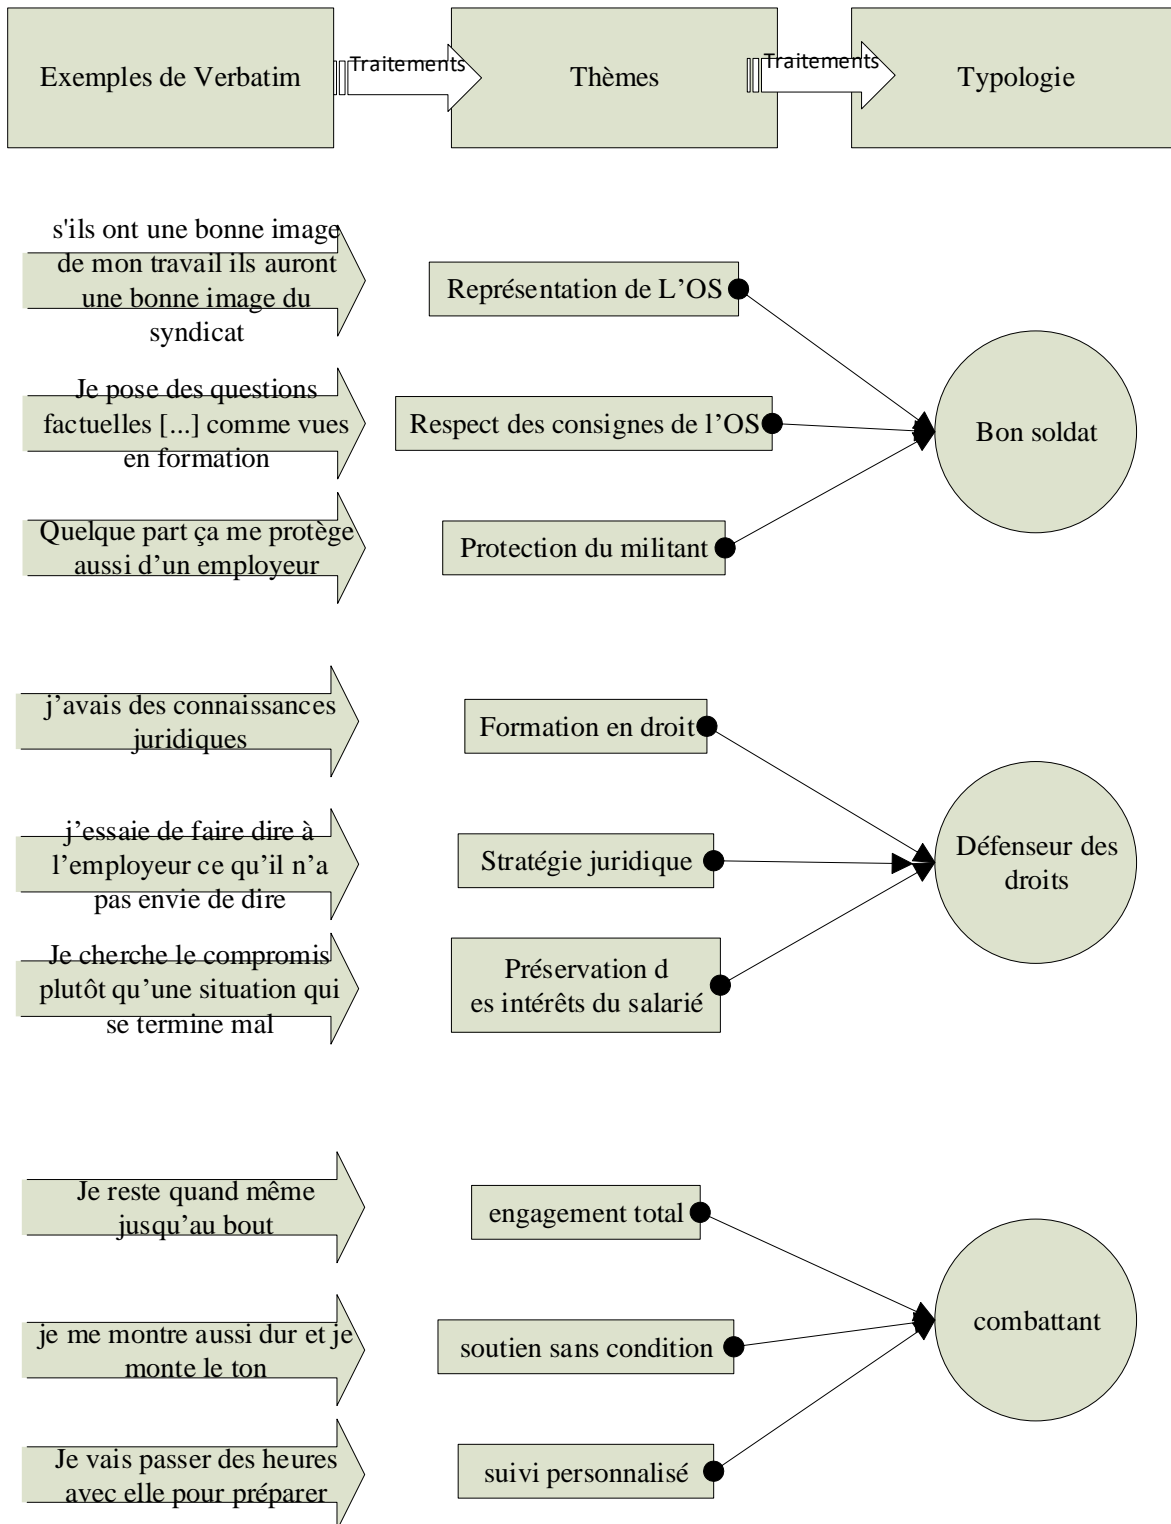 Exemples de Verbatim
Traitements
Thèmes
Traitements
Typologie
s'ils ont une bonne image
de mon travail ils auront
une bonne image du
syndicat
Représentation de L’OS
Je pose des questions
factuelles [...] comme vues
en formation
Respect des consignes de l’OS
Bon soldat
Quelque part ça me protège
aussi d’un employeur
Protection du militant
j’avais des connaissances
juridiques
Formation en droit
j’essaie de faire dire à
l’employeur ce qu’il n’a
pas envie de dire
Stratégie juridique
Défenseur des
droits
Je cherche le compromis
plutôt qu’une situation qui
se termine mal
Préservation d
es intérêts du salarié
Je reste quand même
jusqu’au bout
engagement total
je me montre aussi dur et je
monte le ton
soutien sans condition
combattant
Je vais passer des heures
avec elle pour préparer
suivi personnalisé